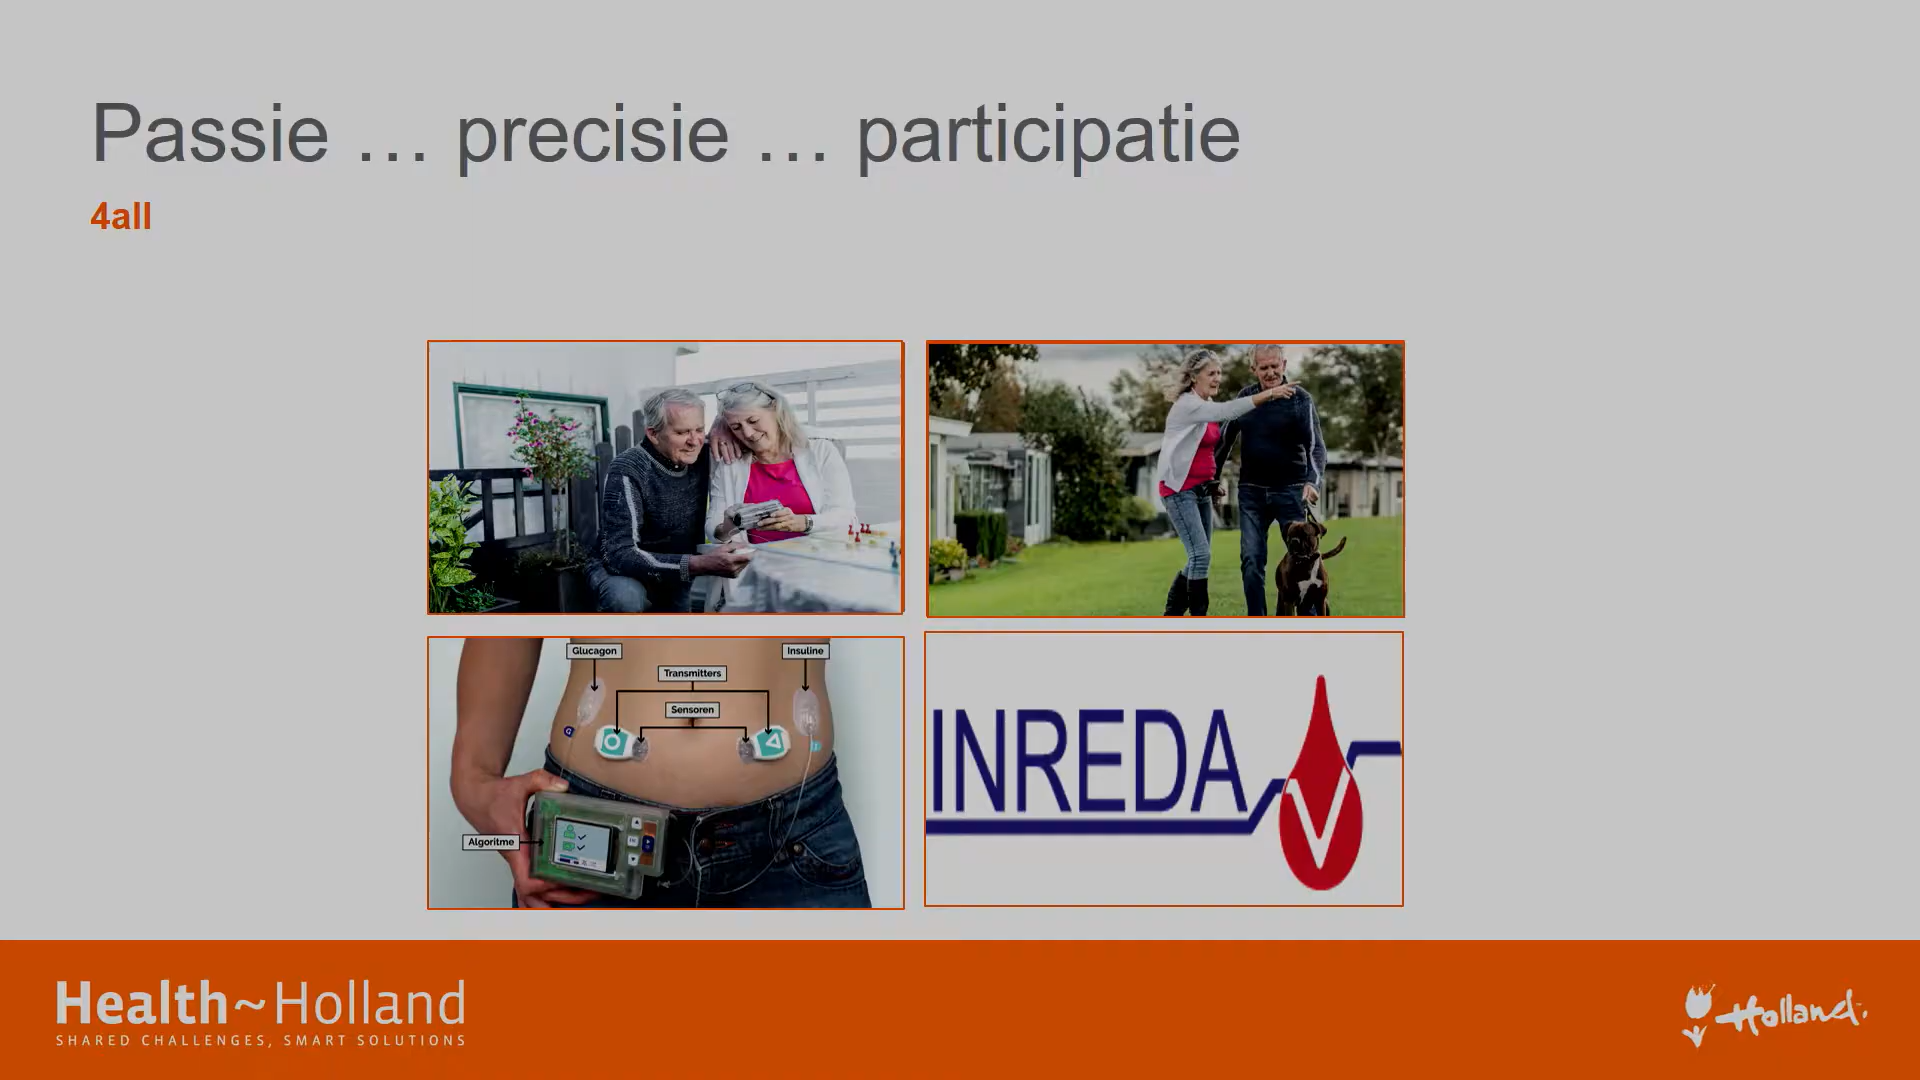 Passie … precisie … participatie
4all
Glucagon
Insuline
Transmitters
Sensoren
Algoritme
INREDA
Health~Holland
SHARED CHALLENGES, SMART SOLUTIONS
Holland.